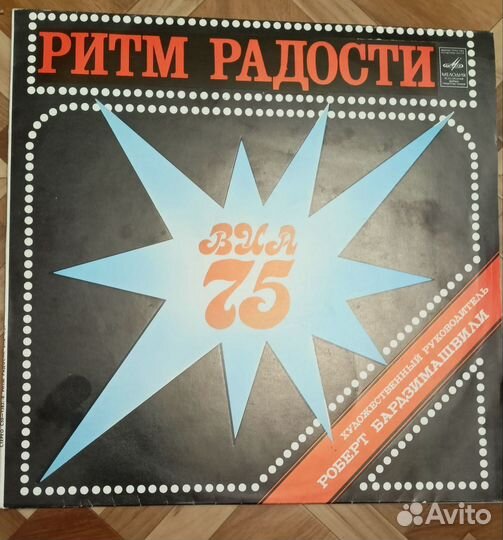 РИТМ РАДОСТИ
МЕЛОДИЯ
ВИА
75
ХУДОЖЕСТВЕННЫЙ РУКОВОДИТЕЛЬ
РОБЕРТ БАРДЗИМАШВИЛИ
Avito